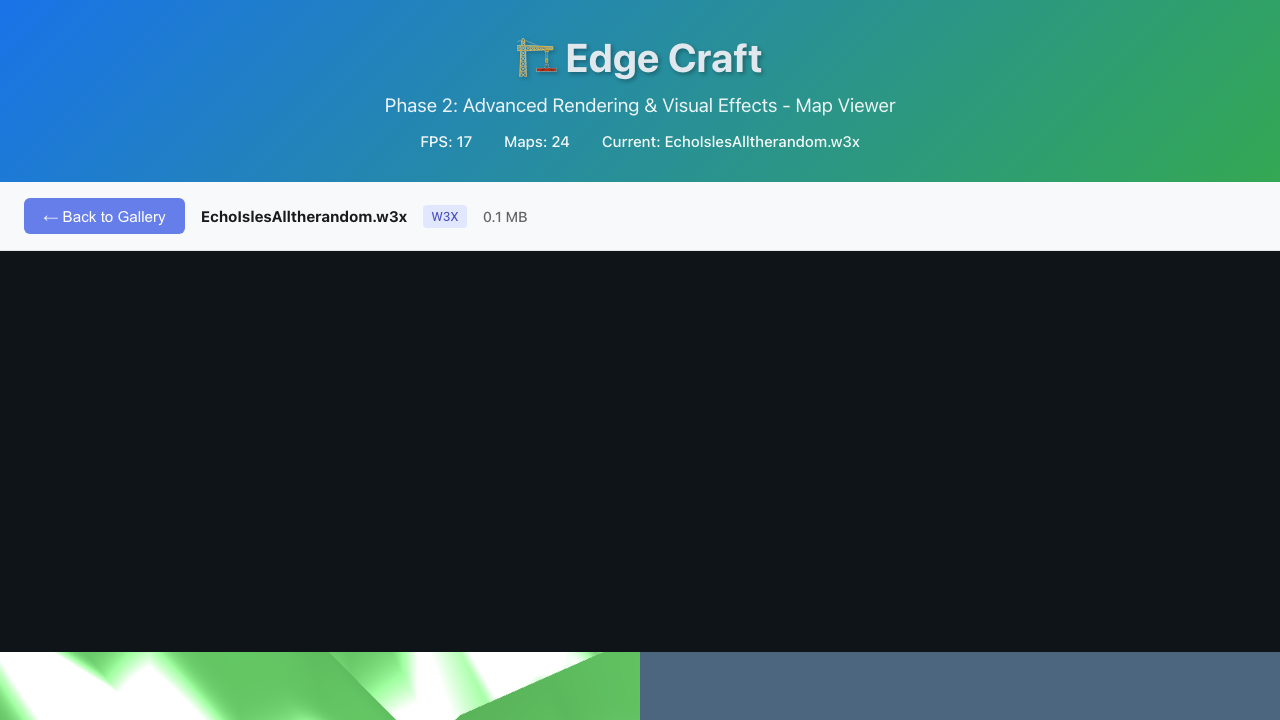 Edge Craft
Phase 2: Advanced Rendering & Visual Effects - Map Viewer
FPS: 17 Maps: 24 Current: EchoIslesAlltherandom.w3x
← Back to Gallery EchoIslesAlltherandom.w3x W3X 0.1 MB